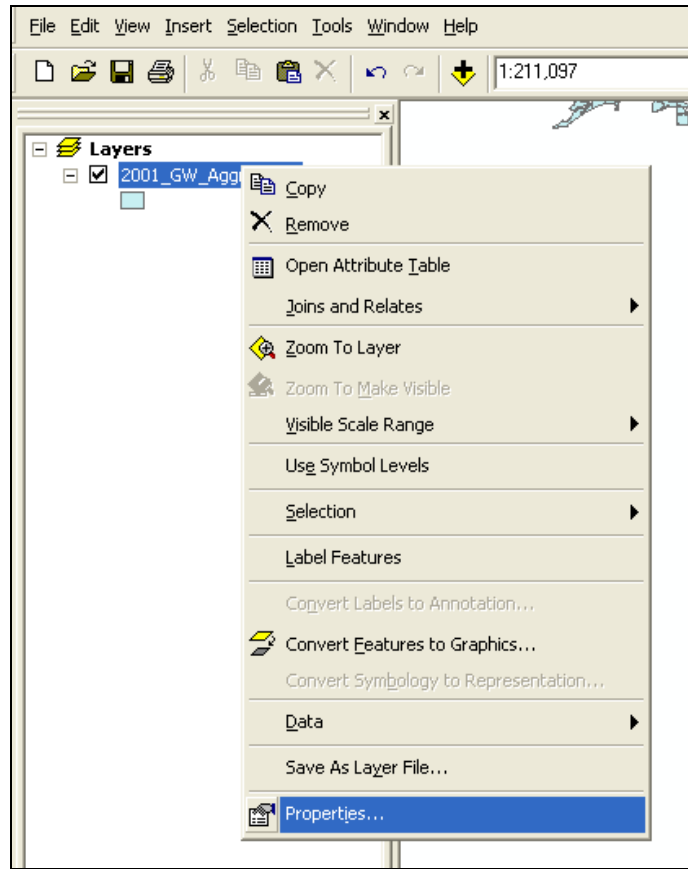 File Edit View Insert Selection Tools Window Help
1:211,097
Layers
2001_GW_Agg
Copy
Remove
Open Attribute Table
Joins and Relates
Zoom To Layer
Zoom To Make Visible
Visible Scale Range
Use Symbol Levels
Selection
Label Features
Convert Labels to Annotation...
Convert Features to Graphics...
Convert Symbology to Representation...
Data
Save As Layer File...
Properties...